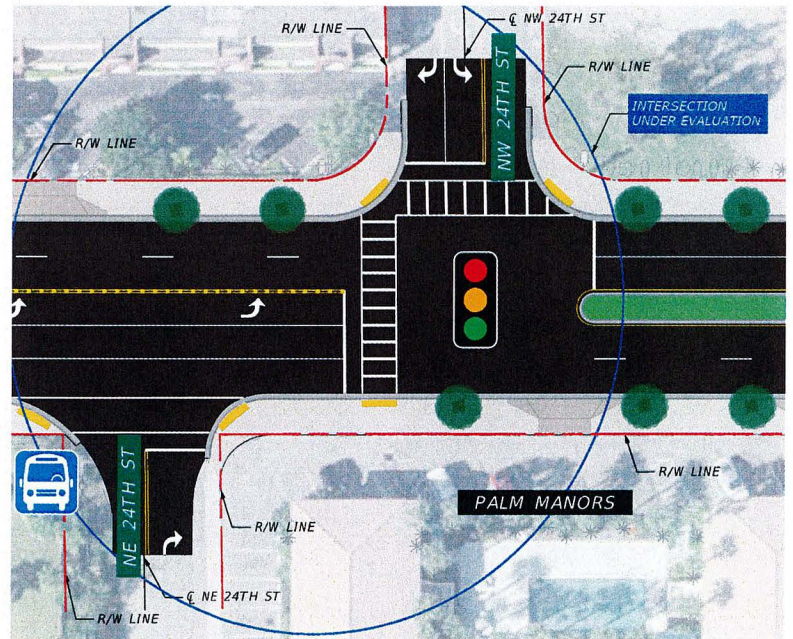 R/W LINE
℄ NW 24TH ST
NW 24TH ST
R/W LINE
INTERSECTION
UNDER EVALUATION
R/W LINE
NE 24TH ST
R/W LINE
PALM MANORS
R/W LINE
℄ NE 24TH ST
R/W LINE